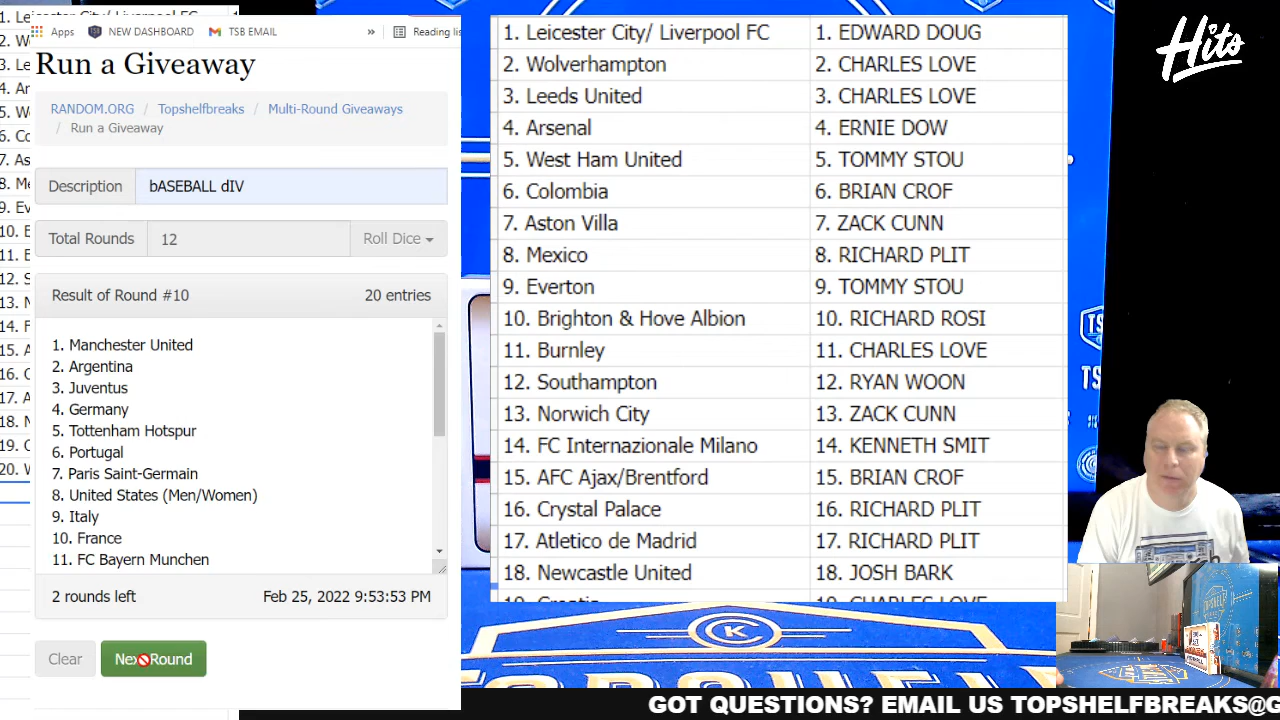 Apps
NEW DASHBOARD
TSB EMAIL
»
Reading lis
Run a Giveaway
RANDOM.ORG / Topshelfbreaks / Multi-Round Giveaways
/ Run a Giveaway
Description bASEBALL dIV
Total Rounds 12 Roll Dice
Result of Round #10 20 entries
1. Manchester United
2. Argentina
3. Juventus
4. Germany
5. Tottenham Hotspur
6. Portugal
7. Paris Saint-Germain
8. United States (Men/Women)
9. Italy
10. France
11. FC Bayern Munchen
2 rounds left Feb 25, 2022 9:53:53 PM
Clear Next Round
1. Leicester City/ Liverpool FC 1. EDWARD DOUG
2. Wolverhampton 2. CHARLES LOVE
3. Leeds United 3. CHARLES LOVE
4. Arsenal 4. ERNIE DOW
5. West Ham United 5. TOMMY STOU
6. Colombia 6. BRIAN CROF
7. Aston Villa 7. ZACK CUNN
8. Mexico 8. RICHARD PLIT
9. Everton 9. TOMMY STOU
10. Brighton & Hove Albion 10. RICHARD ROSI
11. Burnley 11. CHARLES LOVE
12. Southampton 12. RYAN WOON
13. Norwich City 13. ZACK CUNN
14. FC Internazionale Milano 14. KENNETH SMIT
15. AFC Ajax/Brentford 15. BRIAN CROF
16. Crystal Palace 16. RICHARD PLIT
17. Atletico de Madrid 17. RICHARD PLIT
18. Newcastle United 18. JOSH BARK
19. Croatia 19. CHARLES LOVE
Hits
CK
TOPSHELF
GOT QUESTIONS? EMAIL US TOPSHELFBREAKS@G